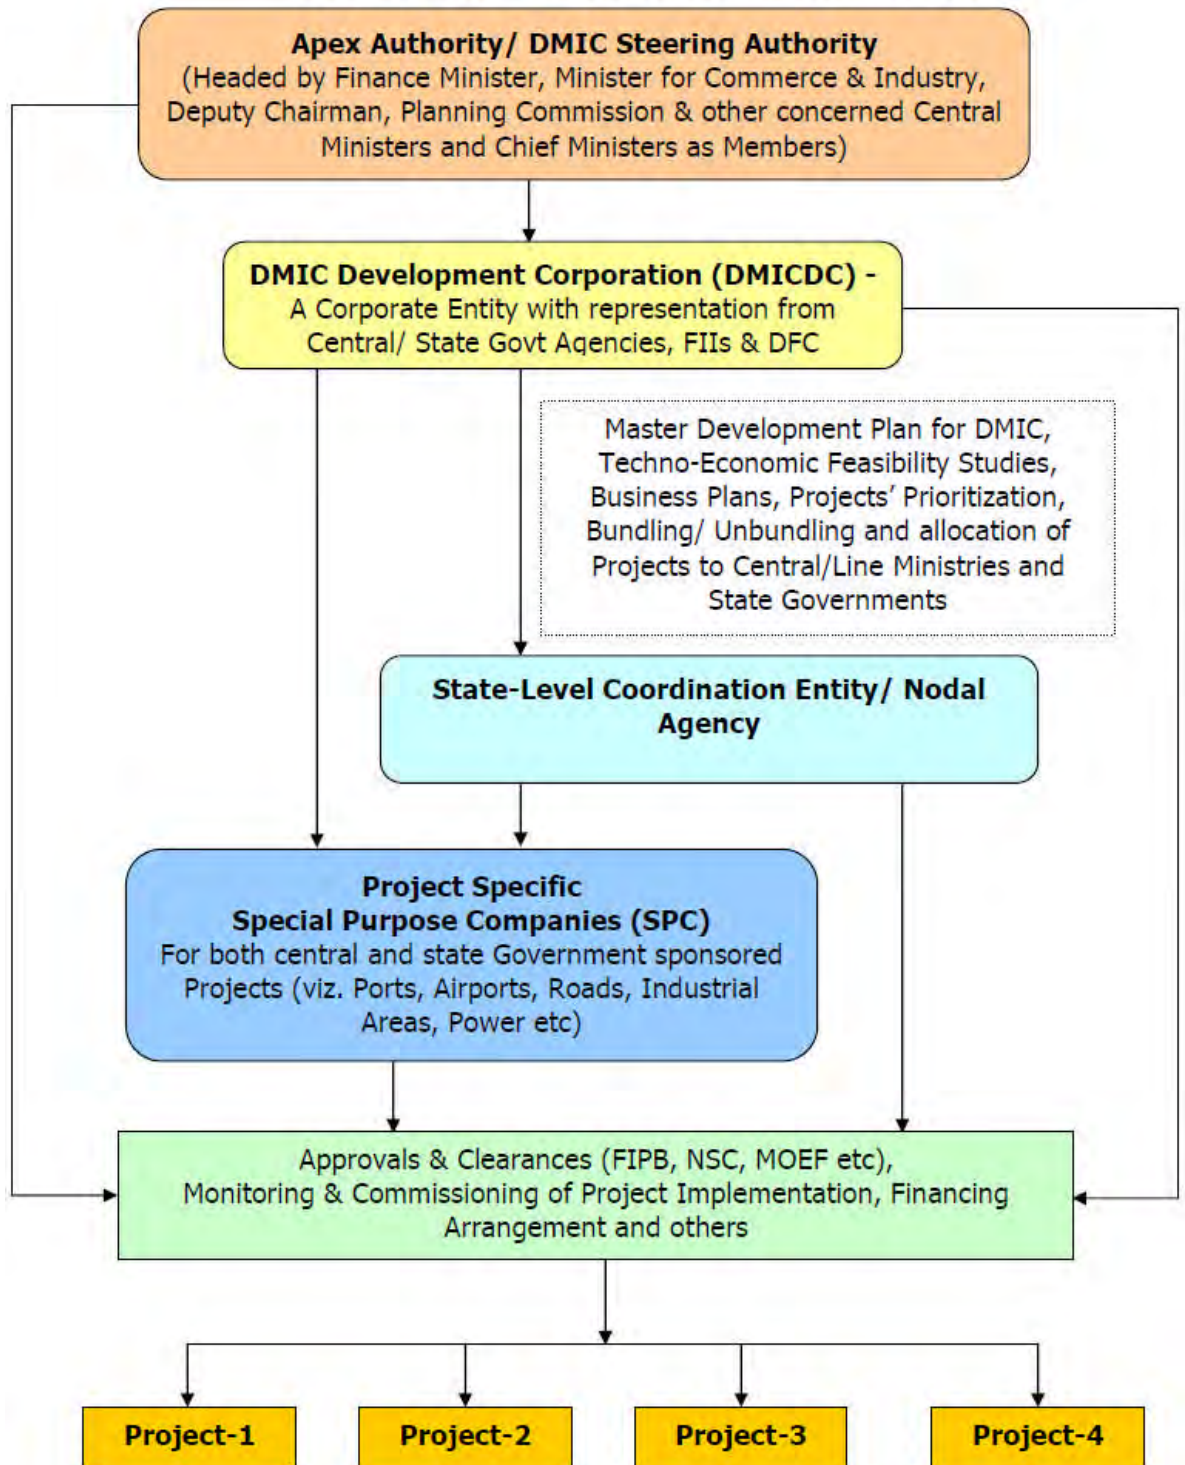 Apex Authority/ DMIC Steering Authority
(Headed by Finance Minister, Minister for Commerce & Industry,
Deputy Chairman, Planning Commission & other concerned Central
Ministers and Chief Ministers as Members)
DMIC Development Corporation (DMICDC) -
A Corporate Entity with representation from
Central/ State Govt Agencies, FIIs & DFC
Master Development Plan for DMIC,
Techno-Economic Feasibility Studies,
Business Plans, Projects’ Prioritization,
Bundling/ Unbundling and allocation of
Projects to Central/Line Ministries and
State Governments
State-Level Coordination Entity/ Nodal
Agency
Project Specific
Special Purpose Companies (SPC)
For both central and state Government sponsored
Projects (viz. Ports, Airports, Roads, Industrial
Areas, Power etc)
Approvals & Clearances (FIPB, NSC, MOEF etc),
Monitoring & Commissioning of Project Implementation, Financing
Arrangement and others
Project-1
Project-2
Project-3
Project-4